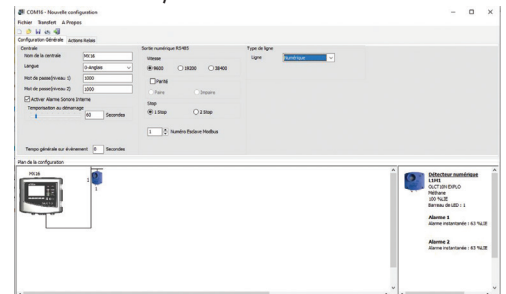 COM16 - Nouvelle configuration
Fichier Transfert A Propos
Configuration Générale Actions Relais
Centrale
Nom de la centrale MX16
Langue 0-Anglais
Mot de passe(niveau 1) 1000
Mot de passe(niveau 2) 1000
Activer Alarme Sonore Interne
Temporisation au démarrage
60 Secondes
Tempo générale sur événement 0 Secondes
Sortie numérique RS485
Vitesse
9600 19200 38400
Parité
Paire Impaire
Stop
1 Stop 2 Stop
1 Numéro Esclave Modbus
Type de ligne
Ligne Numérique
Plan de la configuration
MX16
1
1
Détecteur numérique
L1M1
OLCT10N EXPLO
Méthane
100 %LIE
Barreau de LED : 1
Alarme 1
Alarme instantanée : 63 %LIE
Alarme 2
Alarme instantanée : 63 %LIE